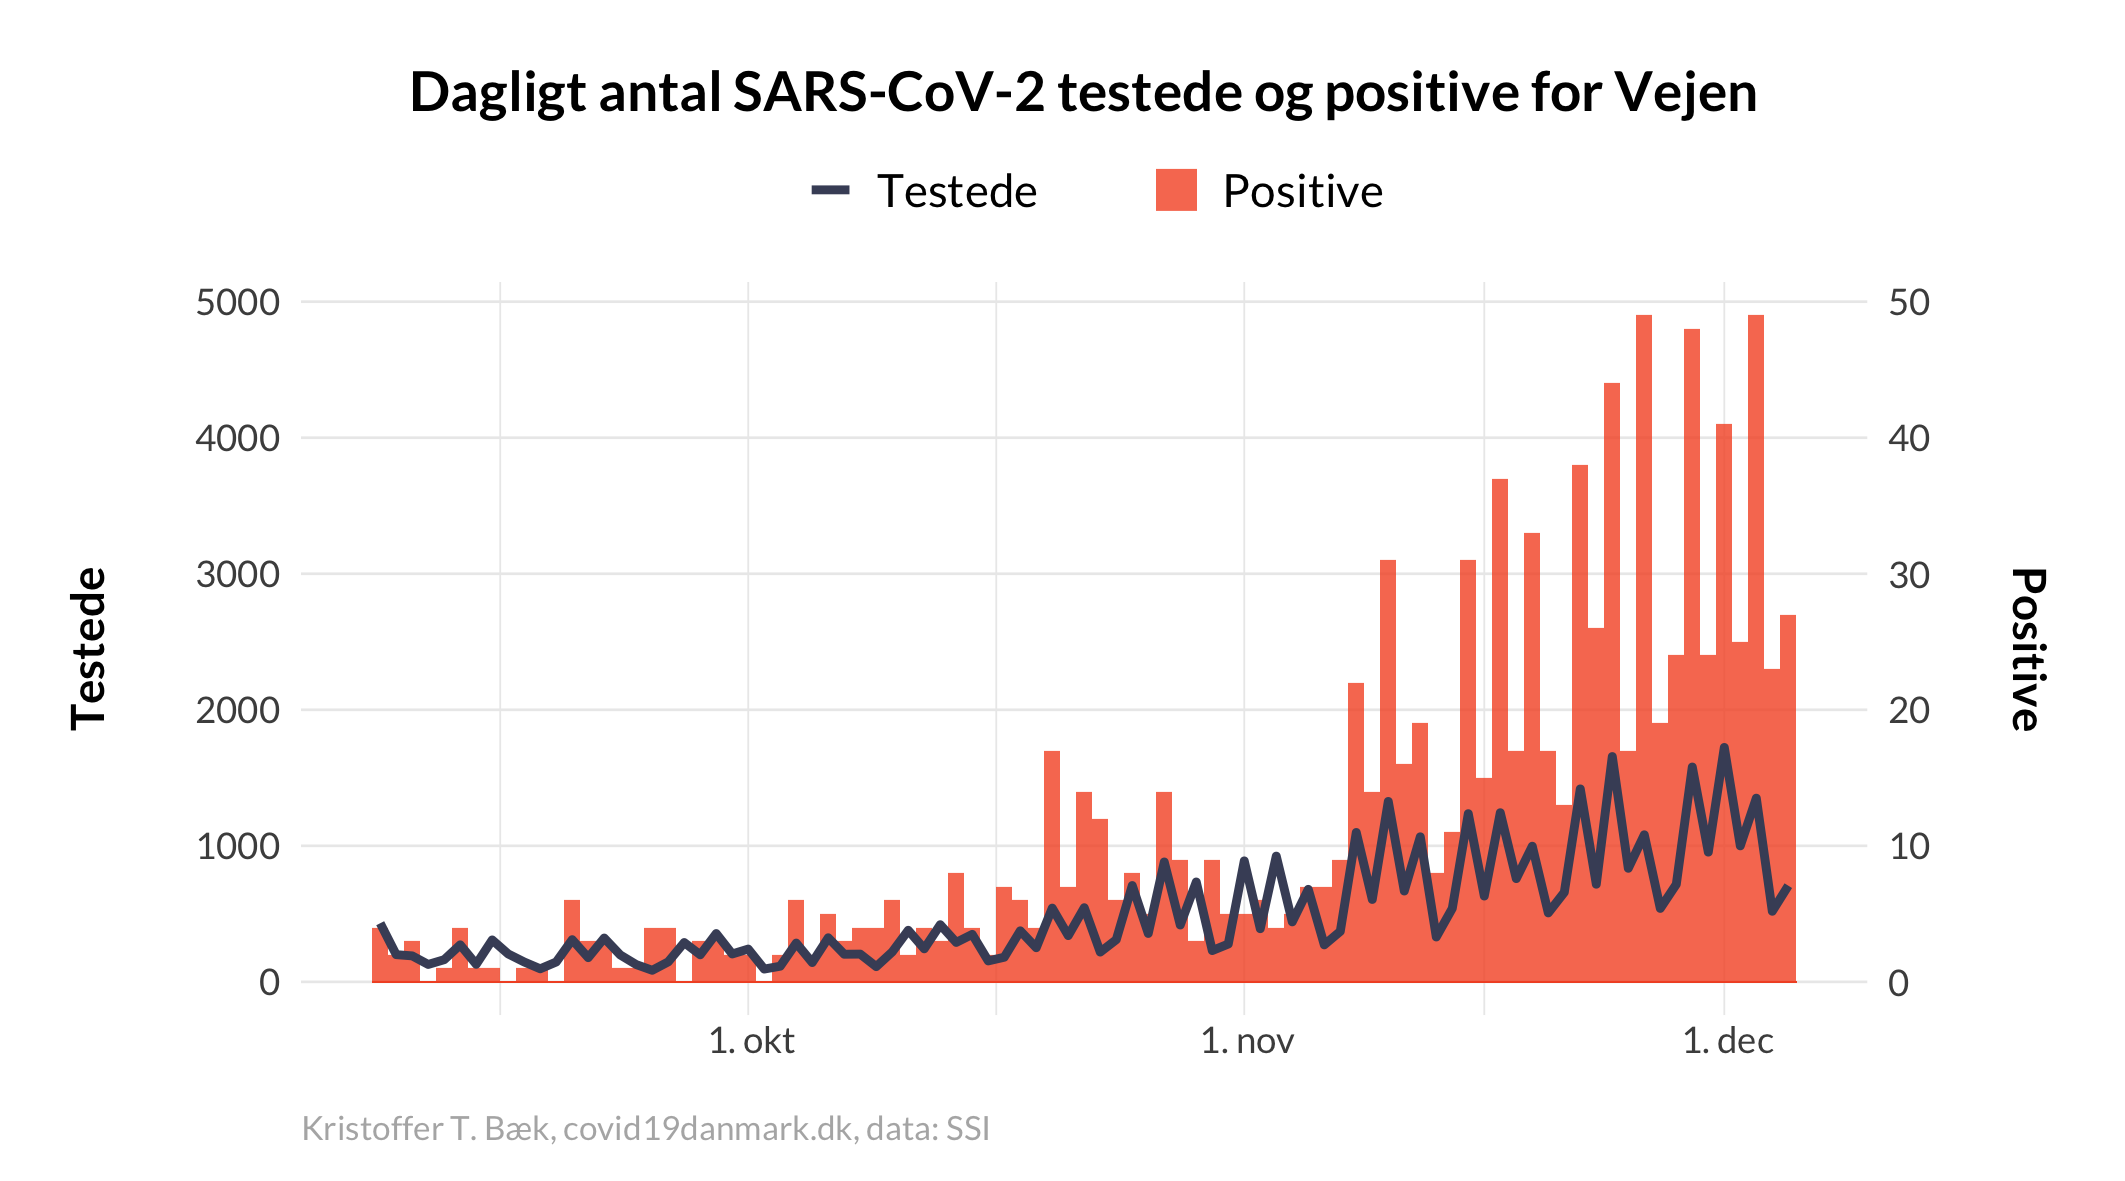 Dagligt antal SARS-CoV-2 testede og positive for Vejen
Testede Positive
5000 50
4000 40
3000 30
2000 20
1000 10
0 0
Testede
Positive
1. okt 1. nov 1. dec
Kristoffer T. Bæk, covid19danmark.dk, data: SSI